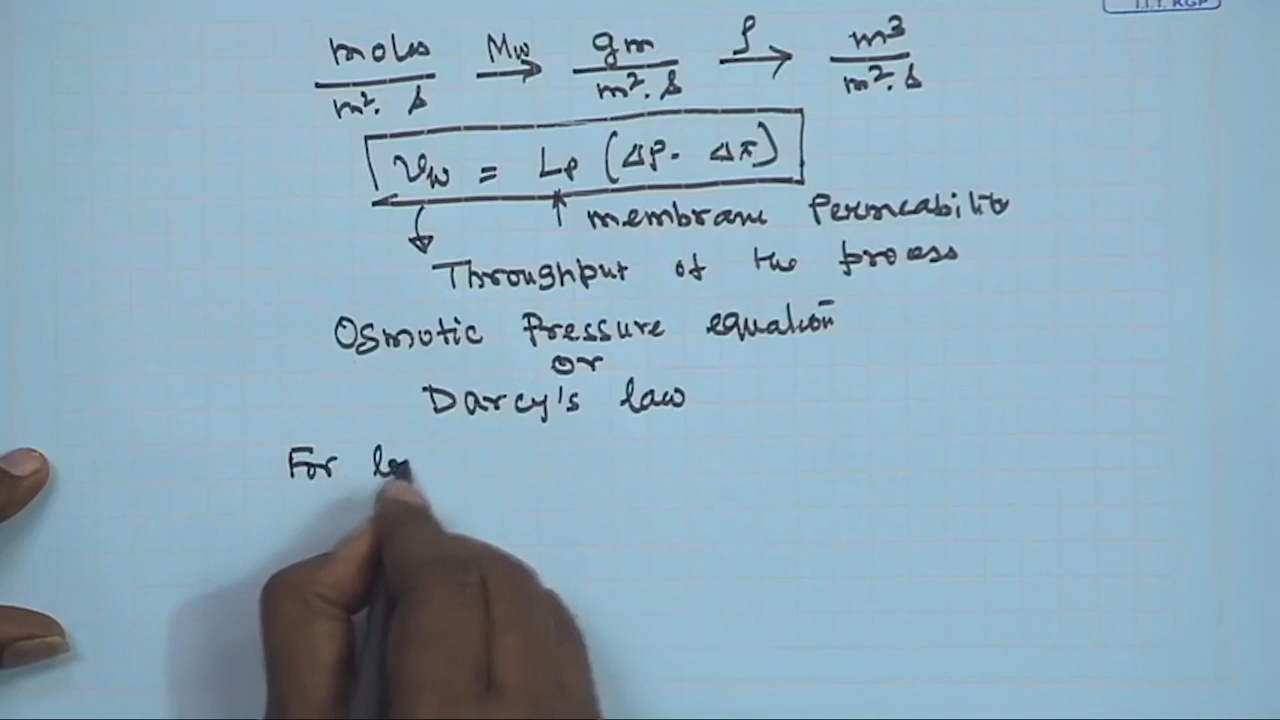 I.I.T. KGP
moles/m². s →(Mw) gm/m². s →(ρ) m³/m². s
vw = Lp (ΔP - Δπ)
↑ membrane Permeability
Throughput of the process
Osmotic Pressure equation
or
Darcy's law
For lo